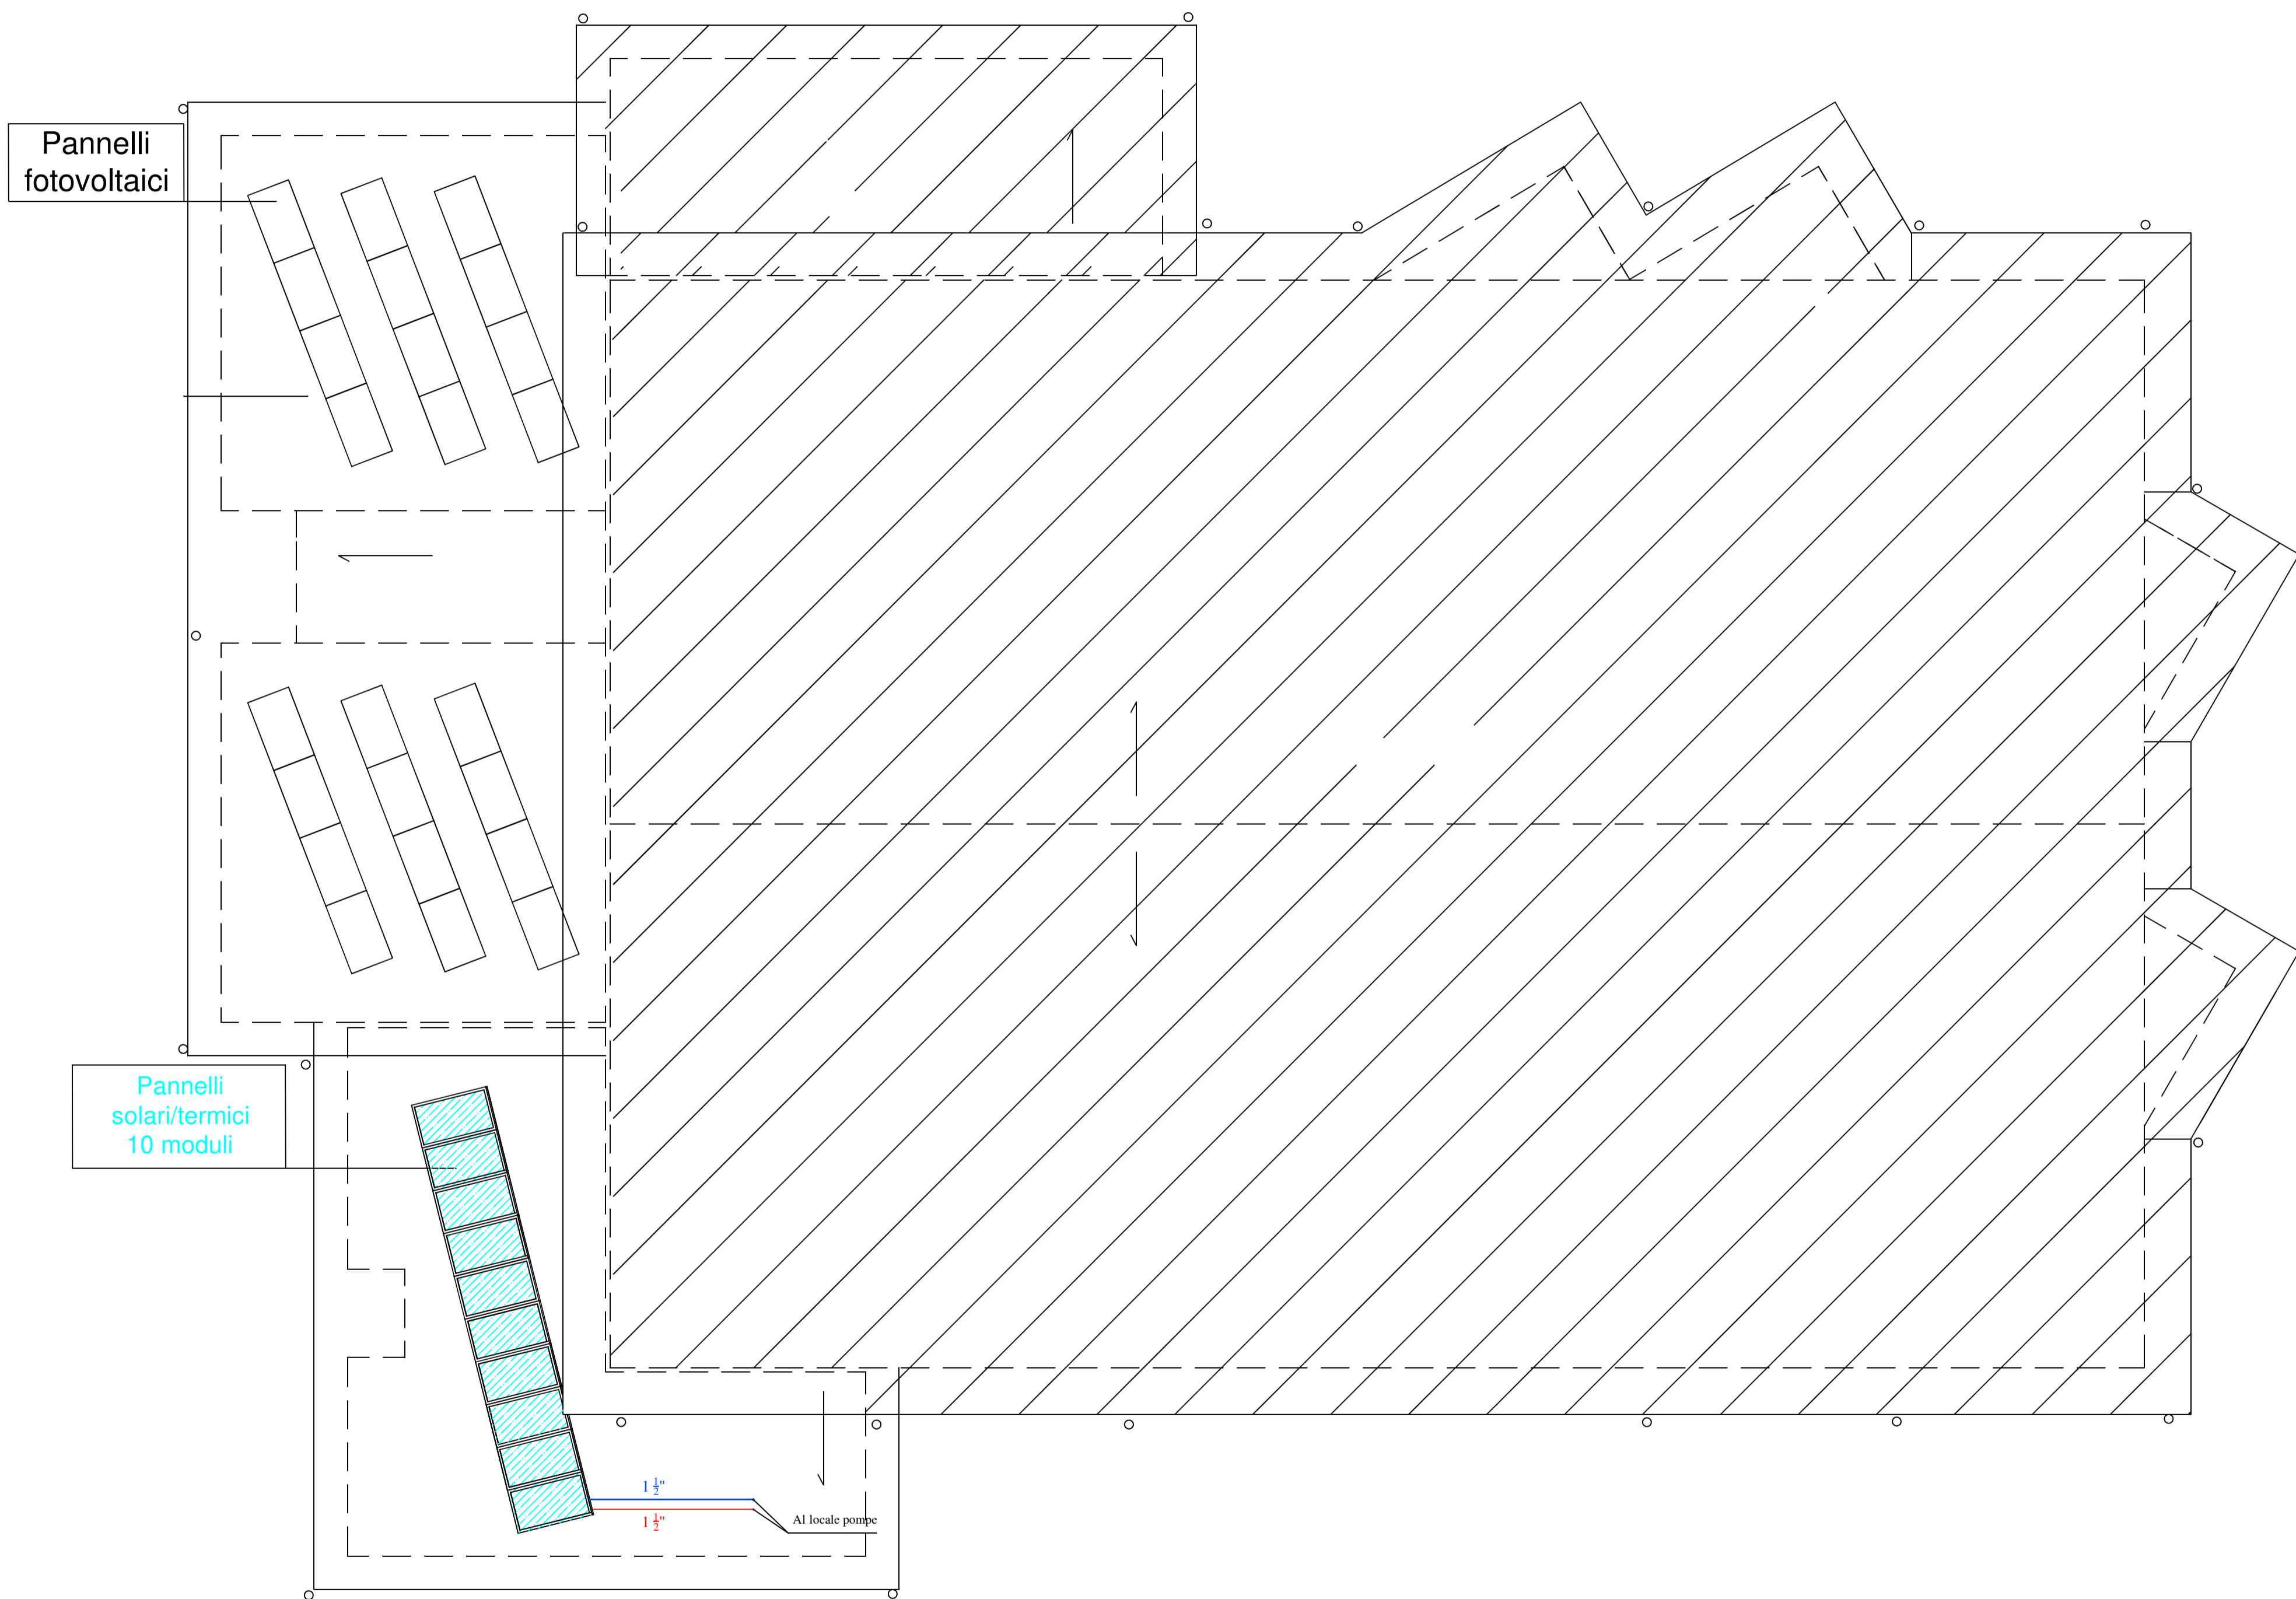 Pannelli
fotovoltaici
Pannelli
solari/termici
10 moduli
1 1/2"
1 1/2"
Al locale pompe